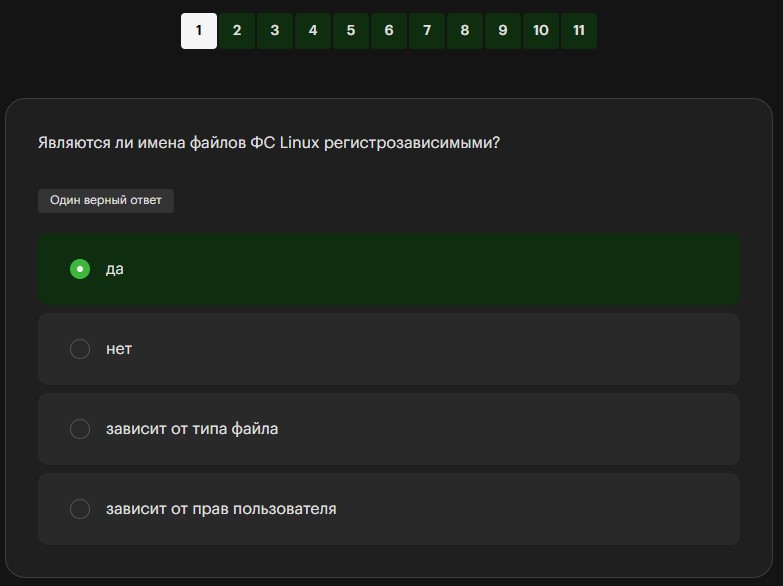 1 2 3 4 5 6 7 8 9 10 11
Являются ли имена файлов ФС Linux регистрозависимыми?
Один верный ответ
да
нет
зависит от типа файла
зависит от прав пользователя